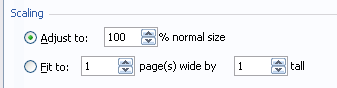 Scaling
Adjust to: 100 % normal size
Fit to: 1 page(s) wide by 1 tall